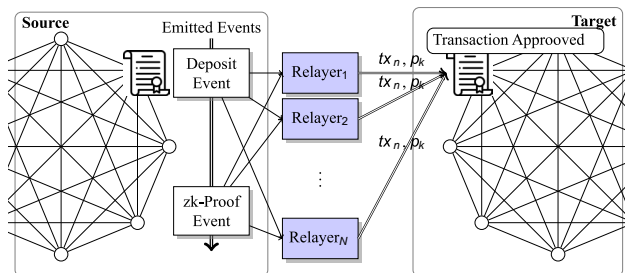 Source
Emitted Events
Target
Transaction Approoved
Deposit
Event
Relayer₁
txₙ, pₖ
Relayer₂
txₙ, pₖ
⋮
txₙ, pₖ
zk-Proof
Event
Relayer_N